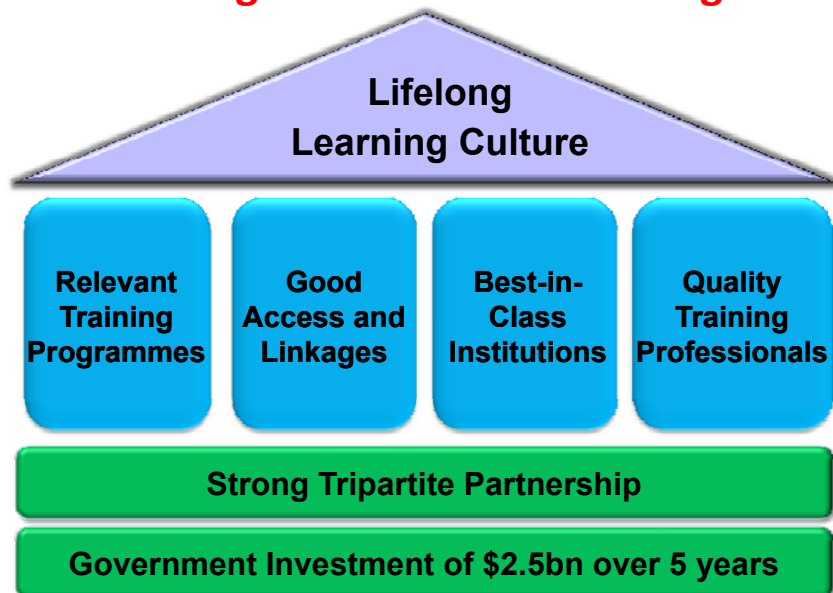 Lifelong
Learning Culture
Relevant
Training
Programmes
Good
Access and
Linkages
Best-in-
Class
Institutions
Quality
Training
Professionals
Strong Tripartite Partnership
Government Investment of $2.5bn over 5 years